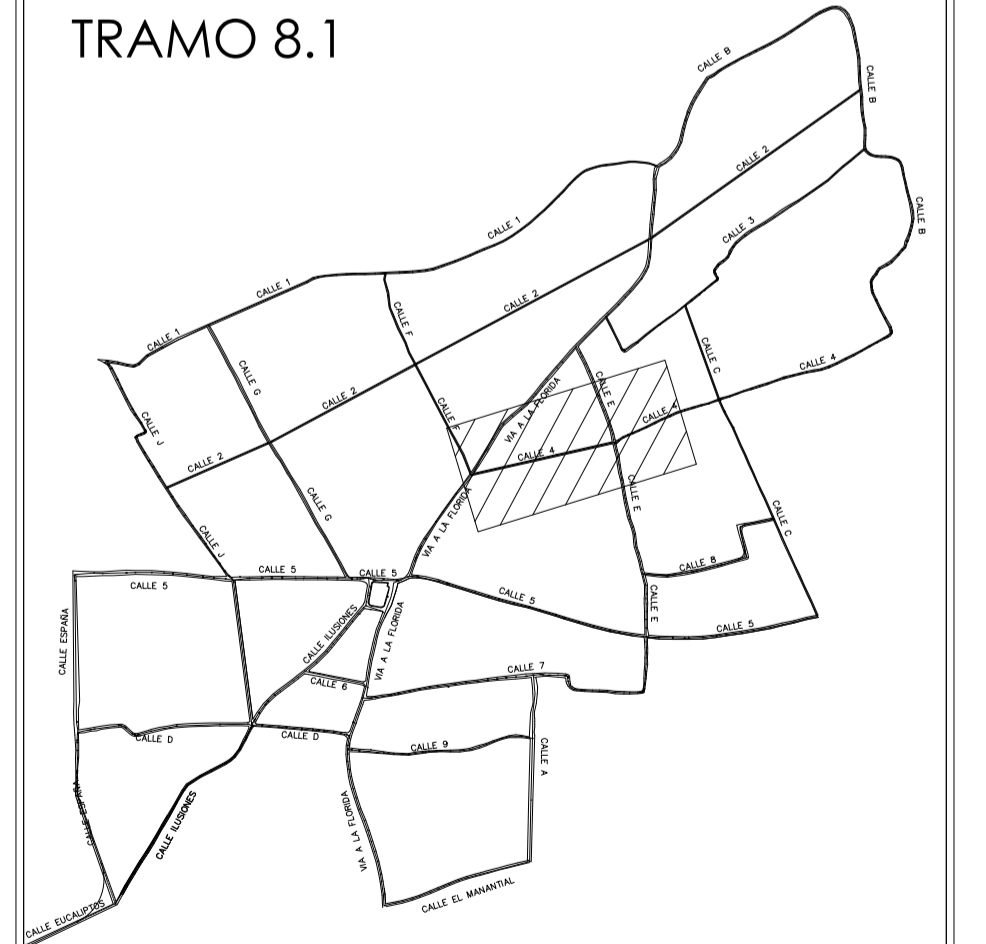 TRAMO 8.1
CALLE B
CALLE B
CALLE 2
CALLE B
CALLE 3
CALLE 1
CALLE 1
CALLE 2
CALLE F
CALLE 1
CALLE C
CALLE 4
CALLE G
CALLE E
CALLE 2
VIA A LA FLORIDA
CALLE F
CALLE 4
CALLE J
CALLE 4
CALLE 2
CALLE E
CALLE G
VIA A LA FLORIDA
CALLE C
CALLE J
CALLE 8
CALLE 5
CALLE 5
CALLE 5
CALLE 5
CALLE E
CALLE 5
CALLE ESPAÑA
CALLE ILUSIONES
VIA A LA FLORIDA
CALLE 7
CALLE 6
CALLE D
CALLE D
CALLE 9
CALLE A
CALLE ESPAÑA
CALLE ILUSIONES
VIA A LA FLORIDA
CALLE EL MANANTIAL
CALLE EUCALIPTOS